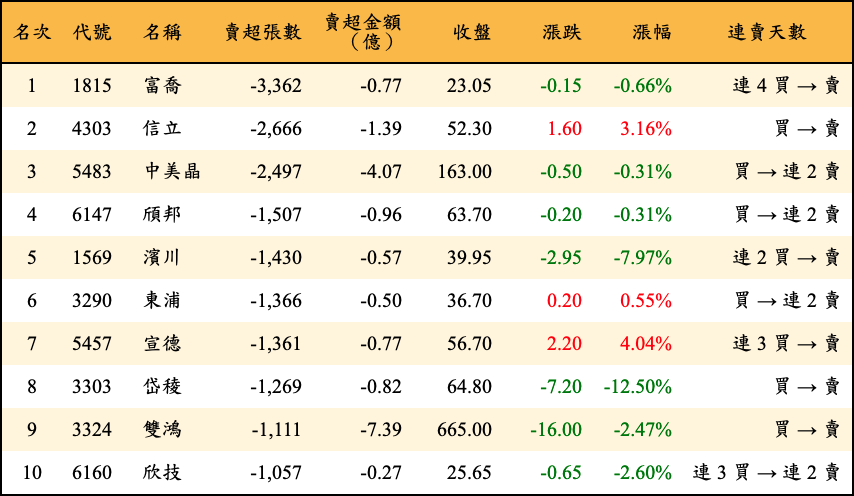 名次 代號 名稱 賣超張數 賣超金額（億） 收盤 漲跌 漲幅 連賣天數
1 1815 富喬 -3,362 -0.77 23.05 -0.15 -0.66% 連 4 買 → 賣
2 4303 信立 -2,666 -1.39 52.30 1.60 3.16% 買 → 賣
3 5483 中美晶 -2,497 -4.07 163.00 -0.50 -0.31% 買 → 連 2 賣
4 6147 頎邦 -1,507 -0.96 63.70 -0.20 -0.31% 買 → 連 2 賣
5 1569 濱川 -1,430 -0.57 39.95 -2.95 -7.97% 連 2 買 → 賣
6 3290 東浦 -1,366 -0.50 36.70 0.20 0.55% 買 → 連 2 賣
7 5457 宣德 -1,361 -0.77 56.70 2.20 4.04% 連 3 買 → 賣
8 3303 岱稜 -1,269 -0.82 64.80 -7.20 -12.50% 買 → 賣
9 3324 雙鴻 -1,111 -7.39 665.00 -16.00 -2.47% 買 → 賣
10 6160 欣技 -1,057 -0.27 25.65 -0.65 -2.60% 連 3 買 → 連 2 賣